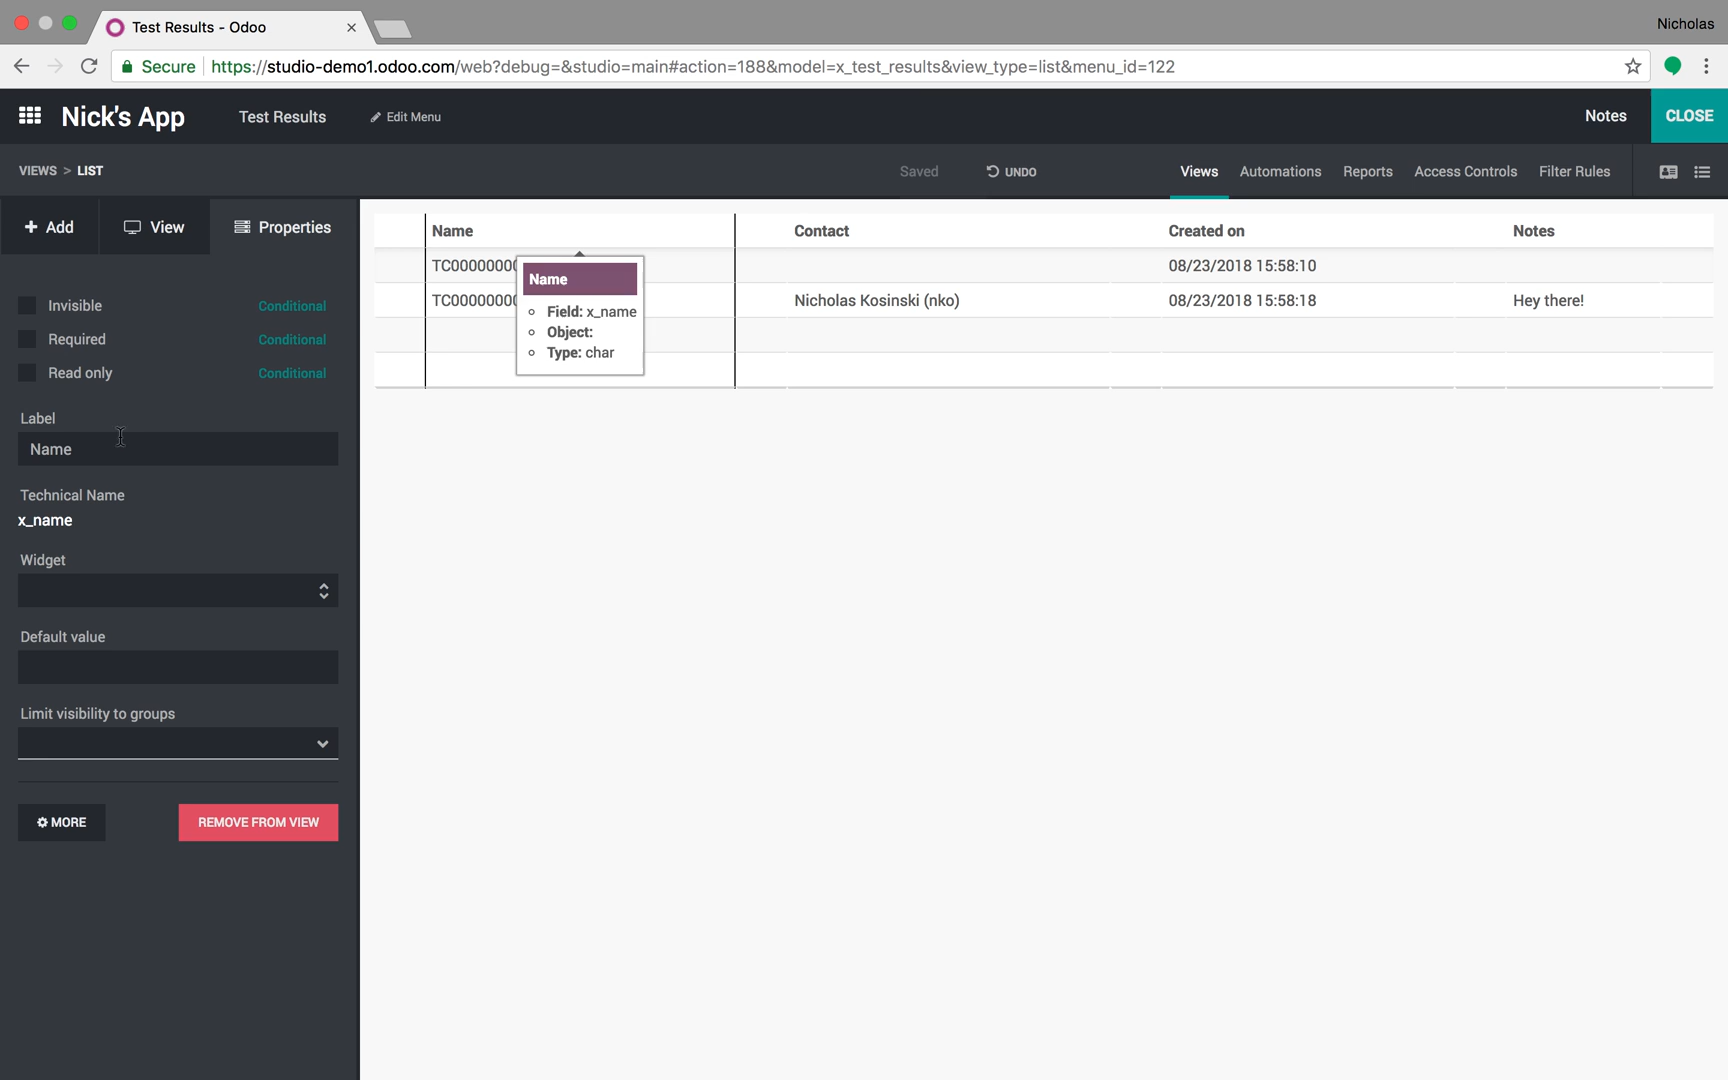 Test Results - Odoo
Nicholas
Secure https://studio-demo1.odoo.com/web?debug=&studio=main#action=188&model=x_test_results&view_type=list&menu_id=122
Nick's App Test Results Edit Menu Notes CLOSE
VIEWS > LIST Saved UNDO Views Automations Reports Access Controls Filter Rules
+ Add View Properties
Name Contact Created on Notes
08/23/2018 15:58:10
Nicholas Kosinski (nko) 08/23/2018 15:58:18 Hey there!
Name
Field: x_name
Object:
Type: char
Invisible Conditional
Required Conditional
Read only Conditional
Label
Name
Technical Name
x_name
Widget
Default value
Limit visibility to groups
MORE REMOVE FROM VIEW